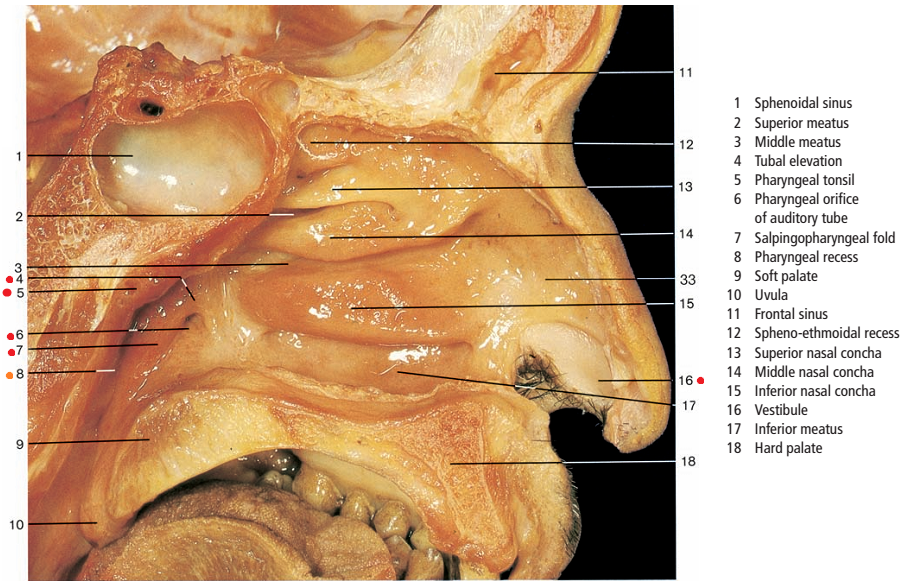 1
2
3
4
5
6
7
8
9
10
11
12
13
14
33
15
16
17
18
1 Sphenoidal sinus
2 Superior meatus
3 Middle meatus
4 Tubal elevation
5 Pharyngeal tonsil
6 Pharyngeal orifice
of auditory tube
7 Salpingopharyngeal fold
8 Pharyngeal recess
9 Soft palate
10 Uvula
11 Frontal sinus
12 Spheno-ethmoidal recess
13 Superior nasal concha
14 Middle nasal concha
15 Inferior nasal concha
16 Vestibule
17 Inferior meatus
18 Hard palate